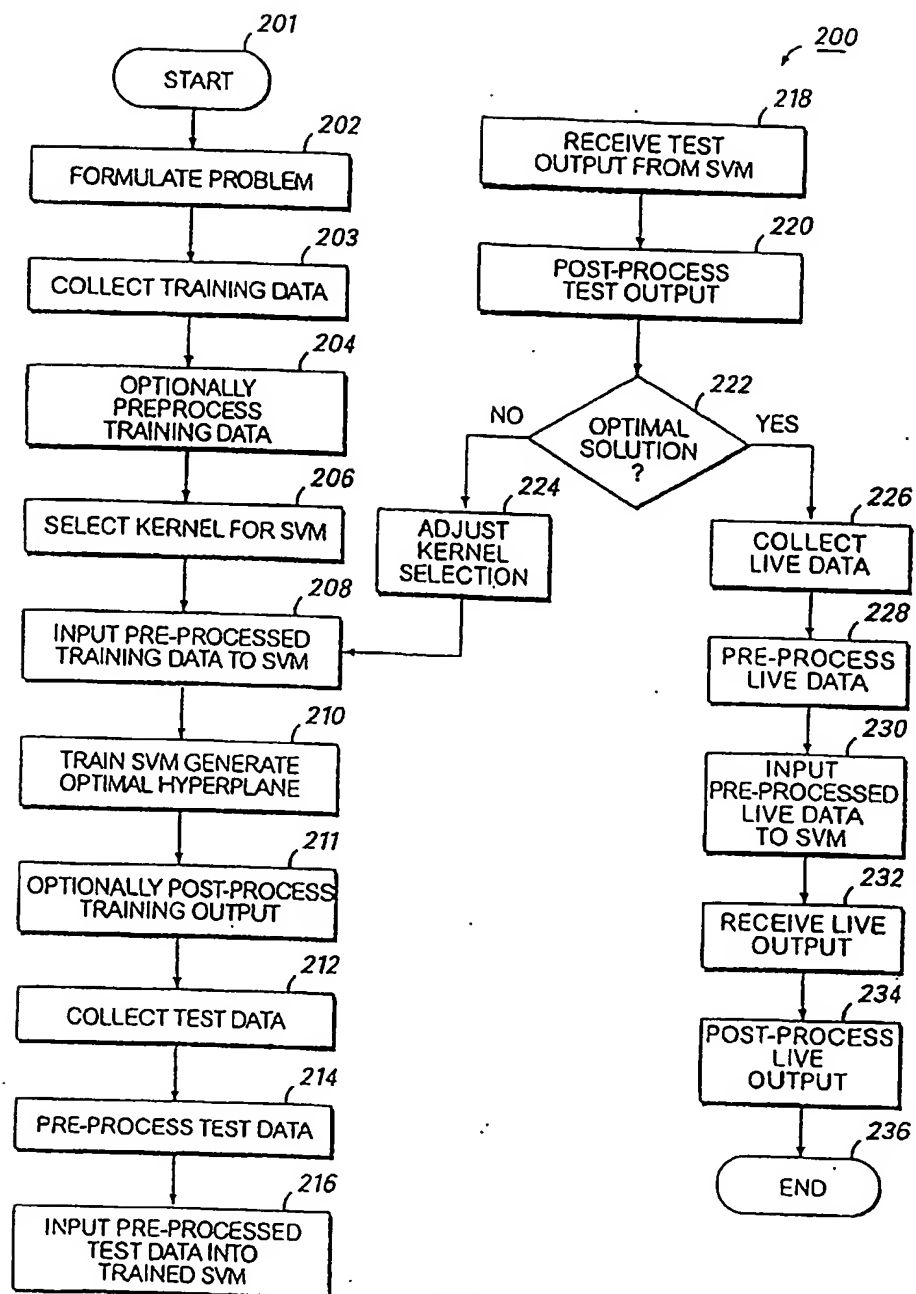 201
START
202
FORMULATE PROBLEM
203
COLLECT TRAINING DATA
204
OPTIONALLY
PREPROCESS
TRAINING DATA
206
SELECT KERNEL FOR SVM
208
INPUT PRE-PROCESSED
TRAINING DATA TO SVM
210
TRAIN SVM GENERATE
OPTIMAL HYPERPLANE
211
OPTIONALLY POST-PROCESS
TRAINING OUTPUT
212
COLLECT TEST DATA
214
PRE-PROCESS TEST DATA
216
INPUT PRE-PROCESSED
TEST DATA INTO
TRAINED SVM
200
218
RECEIVE TEST
OUTPUT FROM SVM
220
POST-PROCESS
TEST OUTPUT
222
OPTIMAL
SOLUTION
?
NO
YES
224
ADJUST
KERNEL
SELECTION
226
COLLECT
LIVE DATA
228
PRE-PROCESS
LIVE DATA
230
INPUT
PRE-PROCESSED
LIVE DATA
TO SVM
232
RECEIVE LIVE
OUTPUT
234
POST-PROCESS
LIVE
OUTPUT
236
END